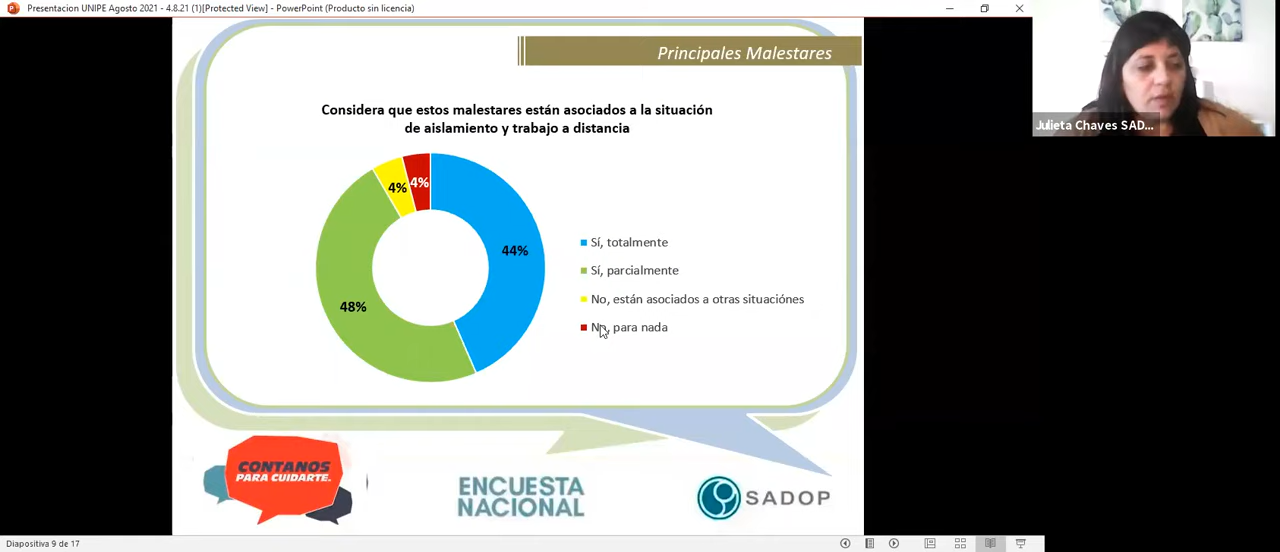 Presentacion UNIPE Agosto 2021 - 4.8.21 (1)[Protected View] - PowerPoint (Producto sin licencia)
Principales Malestares
Considera que estos malestares están asociados a la situación
de aislamiento y trabajo a distancia
4%
4%
44%
48%
Sí, totalmente
Sí, parcialmente
No, están asociados a otras situaciónes
No, para nada
Julieta Chaves SAD...
CONTANOS
PARA CUIDARTE.
ENCUESTA
NACIONAL
SADOP
Diapositiva 9 de 17